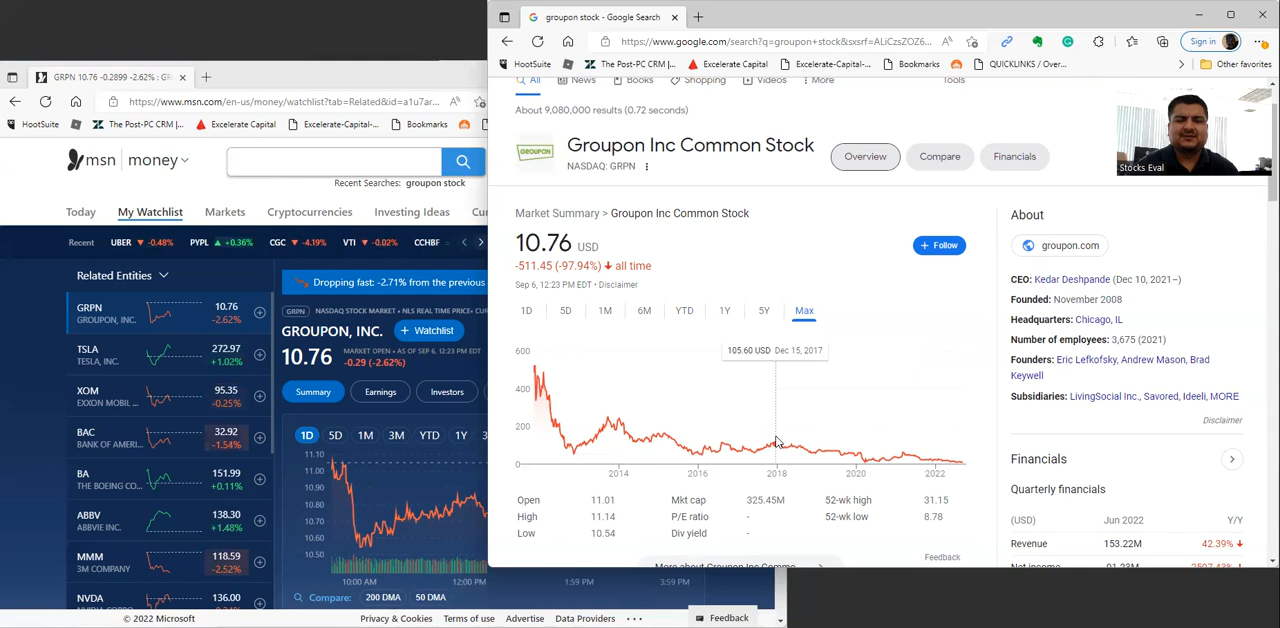 GRPN 10.76 -0.2899 -2.62% : GR
https://www.msn.com/en-us/money/watchlist?tab=Related&id=a1u7ar...
HootSuite
The Post-PC CRM |...
Excelerate Capital
Excelerate-Capital-...
Bookmarks
msn | money
Recent Searches: groupon stock
Today
My Watchlist
Markets
Cryptocurrencies
Investing Ideas
Recent
UBER -0.48%
PYPL +0.36%
CGC -4.19%
VTI -0.02%
CCHBF
Related Entities
GRPN 10.76
GROUPON, INC. -2.62%
TSLA 272.97
TESLA, INC. +1.02%
XOM 95.35
EXXON MOBIL ... -0.25%
BAC 32.92
BANK OF AMERI... -1.54%
BA 151.99
THE BOEING CO... +0.11%
ABBV 138.30
ABBVIE INC. +1.48%
MMM 118.59
3M COMPANY -2.52%
NVDA 136.00
Dropping fast: -2.71% from the previous
GRPN NASDAQ STOCK MARKET • NLS REAL TIME PRICE • CUR
GROUPON, INC.
+ Watchlist
10.76
MARKET OPEN • AS OF SEP 6, 12:23 PM EDT
-0.29 (-2.62%)
Summary
Earnings
Investors
1D 5D 1M 3M YTD 1Y 3
11.10
11.00
10.90
10.80
10.70
10.60
10.50
10:00 AM
12:00 PM
1:59 PM
3:59 PM
Compare:
200 DMA
50 DMA
© 2022 Microsoft
Privacy & Cookies
Terms of use
Advertise
Data Providers
Feedback
groupon stock - Google Search
https://www.google.com/search?q=groupon+stock&sxsrf=ALiCzsZOZ6...
Sign in
HootSuite
The Post-PC CRM |...
Excelerate Capital
Excelerate-Capital-...
Bookmarks
QUICKLINKS / Over...
Other favorites
All
News
Books
Shopping
Videos
More
Tools
About 9,080,000 results (0.72 seconds)
GROUPON
Groupon Inc Common Stock
NASDAQ: GRPN
Overview
Compare
Financials
Stocks Eval
Market Summary > Groupon Inc Common Stock
10.76 USD
+ Follow
-511.45 (-97.94%) all time
Sep 6, 12:23 PM EDT • Disclaimer
1D 5D 1M 6M YTD 1Y 5Y Max
105.60 USD Dec 15, 2017
600
400
200
0
2014 2016 2018 2020 2022
Open 11.01 Mkt cap 325.45M 52-wk high 31.15
High 11.14 P/E ratio - 52-wk low 8.78
Low 10.54 Div yield -
Feedback
About
groupon.com
CEO: Kedar Deshpande (Dec 10, 2021–)
Founded: November 2008
Headquarters: Chicago, IL
Number of employees: 3,675 (2021)
Founders: Eric Lefkofsky, Andrew Mason, Brad
Keywell
Subsidiaries: LivingSocial Inc., Savored, Ideeli, MORE
Disclaimer
Financials
Quarterly financials
(USD) Jun 2022 Y/Y
Revenue 153.22M 42.39%